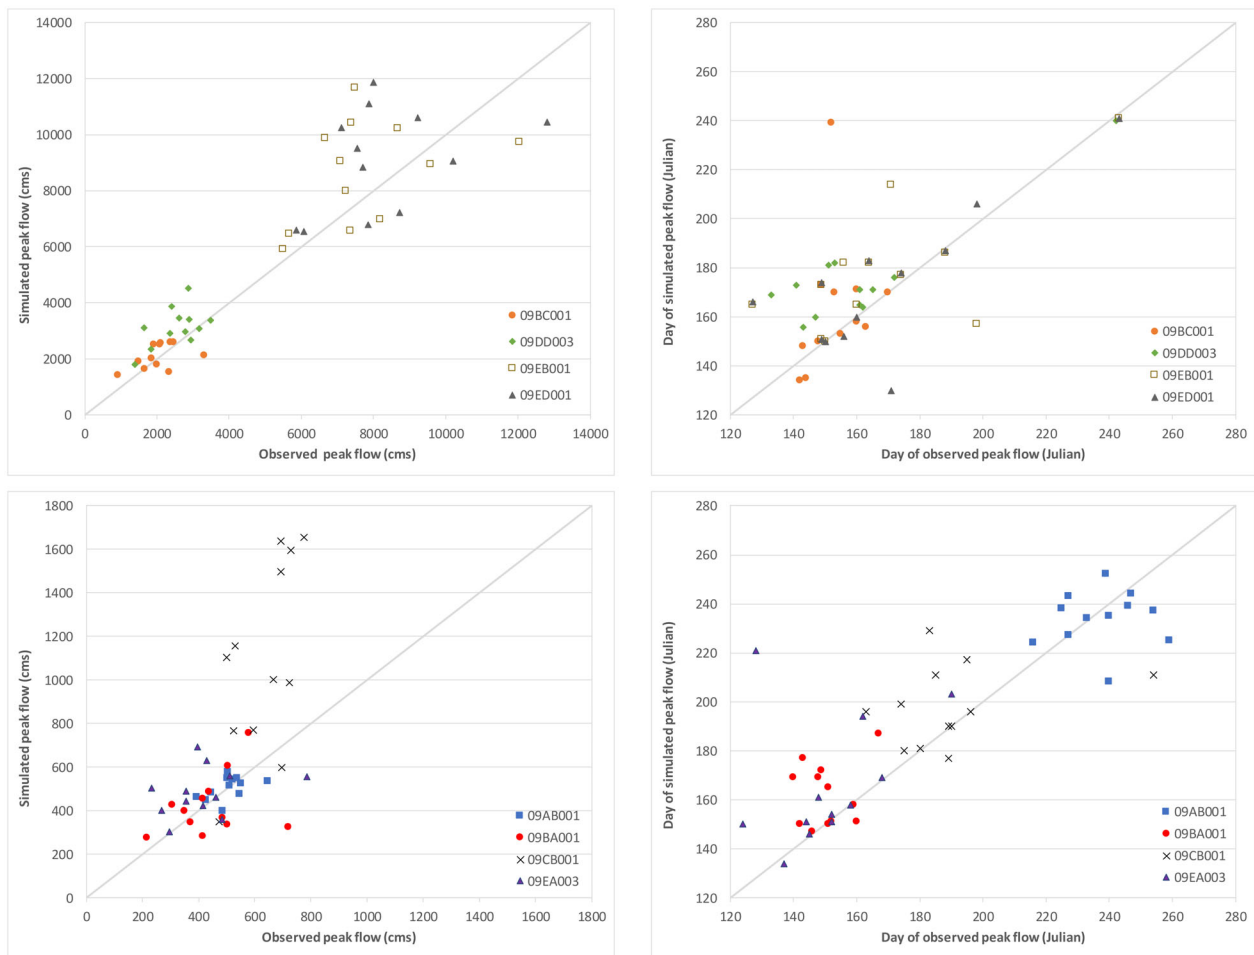 14000
12000
10000
8000
6000
4000
2000
0
Simulated peak flow (cms)
09BC001
09DD003
09EB001
09ED001
0 2000 4000 6000 8000 10000 12000 14000
Observed peak flow (cms)
280
260
240
220
200
180
160
140
120
Day of simulated peak flow (Julian)
09BC001
09DD003
09EB001
09ED001
120 140 160 180 200 220 240 260 280
Day of observed peak flow (Julian)
1800
1600
1400
1200
1000
800
600
400
200
0
Simulated peak flow (cms)
09AB001
09BA001
09CB001
09EA003
0 200 400 600 800 1000 1200 1400 1600 1800
Observed peak flow (cms)
280
260
240
220
200
180
160
140
120
Day of simulated peak flow (Julian)
09AB001
09BA001
09CB001
09EA003
120 140 160 180 200 220 240 260 280
Day of observed peak flow (Julian)